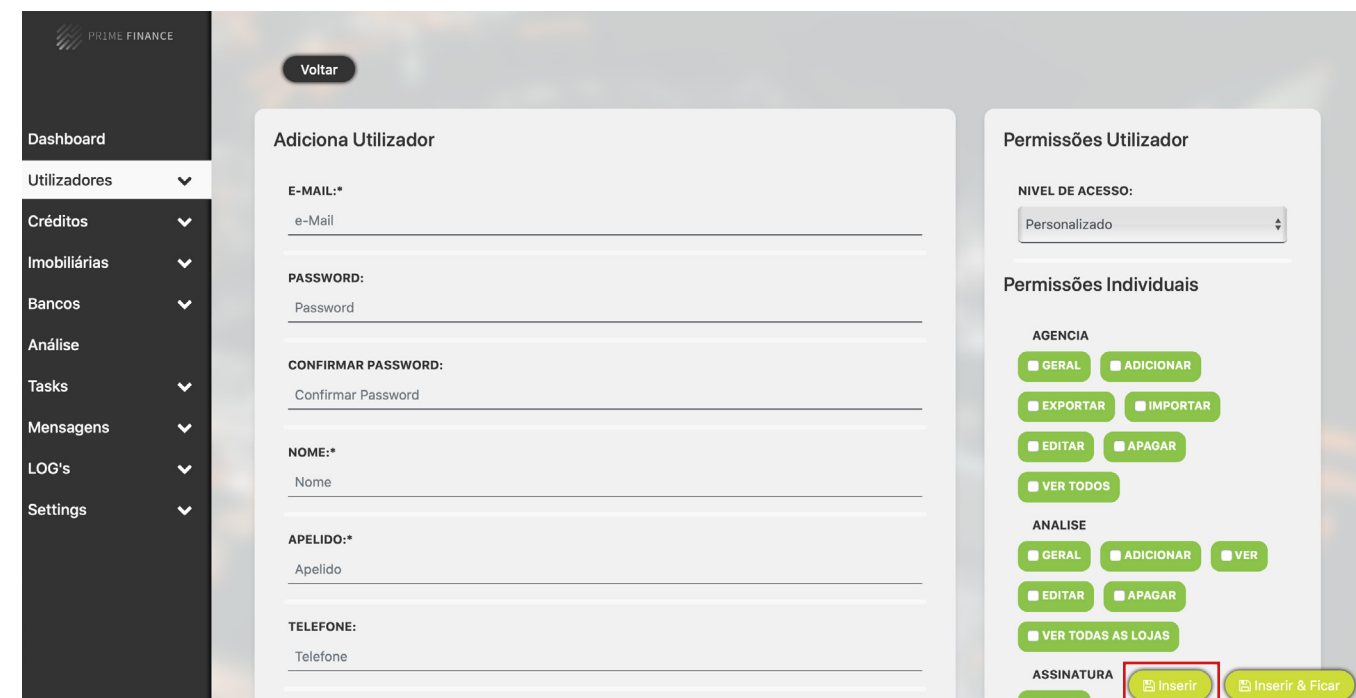 PR1ME FINANCE
Dashboard
Utilizadores
Créditos
Imobiliárias
Bancos
Análise
Tasks
Mensagens
LOG's
Settings
Voltar
Adiciona Utilizador
E-MAIL:*
e-Mail
PASSWORD:
Password
CONFIRMAR PASSWORD:
Confirmar Password
NOME:*
Nome
APELIDO:*
Apelido
TELEFONE:
Telefone
Permissões Utilizador
NIVEL DE ACESSO:
Personalizado
Permissões Individuais
AGENCIA
GERAL ADICIONAR
EXPORTAR IMPORTAR
EDITAR APAGAR
VER TODOS
ANALISE
GERAL ADICIONAR VER
EDITAR APAGAR
VER TODAS AS LOJAS
ASSINATURA
Inserir Inserir & Ficar